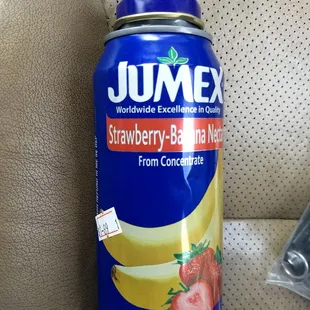 JUMEX
Worldwide Excellence in Quality
Strawberry-Banana Nectar
From Concentrate